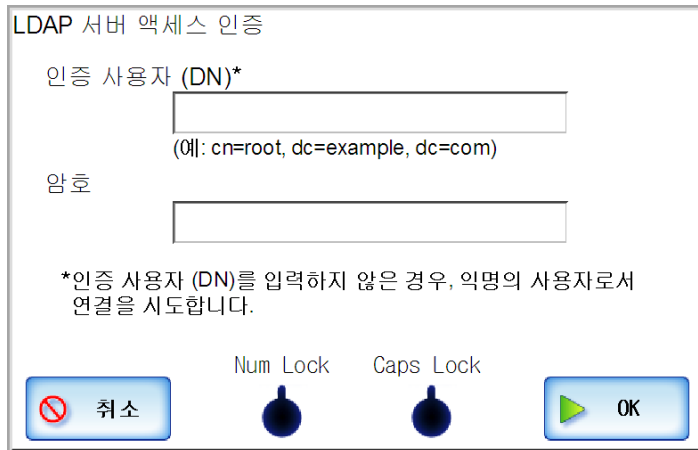 LDAP 서버 액세스 인증
인증 사용자 (DN)*
(예: cn=root, dc=example, dc=com)
암호
*인증 사용자 (DN)를 입력하지 않은 경우, 익명의 사용자로서
연결을 시도합니다.
Num Lock Caps Lock
취소 OK